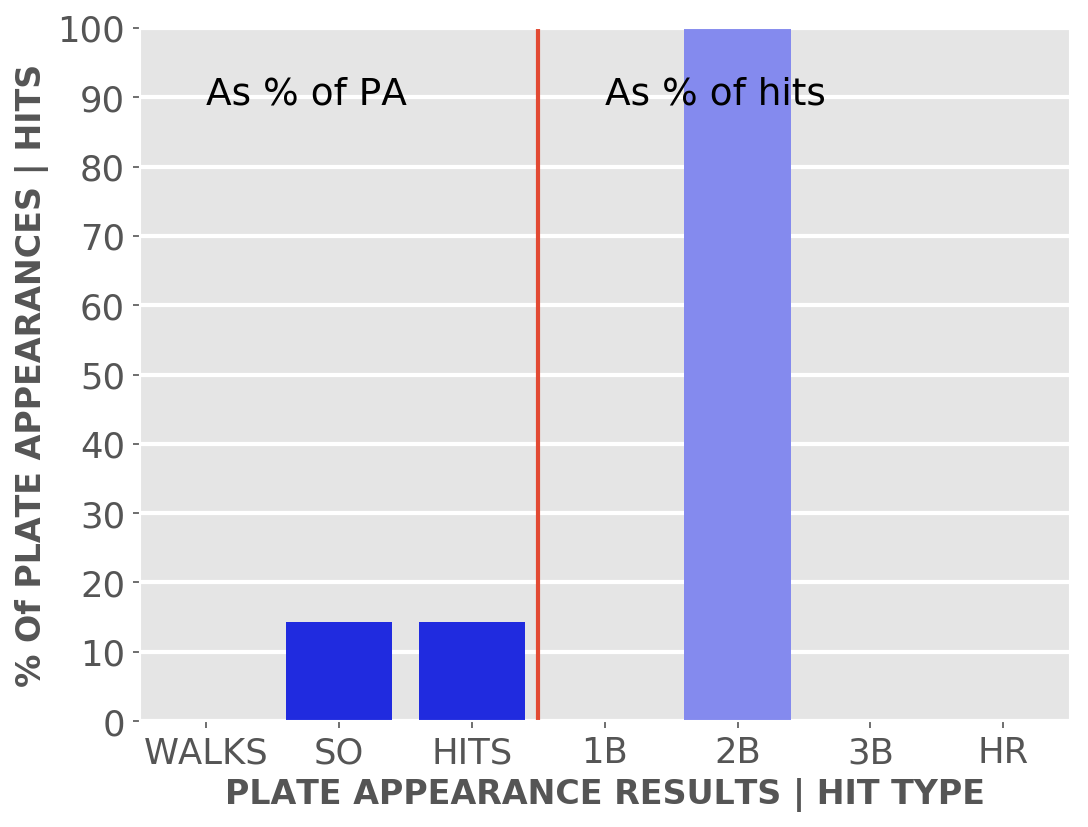 % Of PLATE APPEARANCES | HITS
100
90
80
70
60
50
40
30
20
10
0
As % of PA
As % of hits
WALKS SO HITS 1B 2B 3B HR
PLATE APPEARANCE RESULTS | HIT TYPE